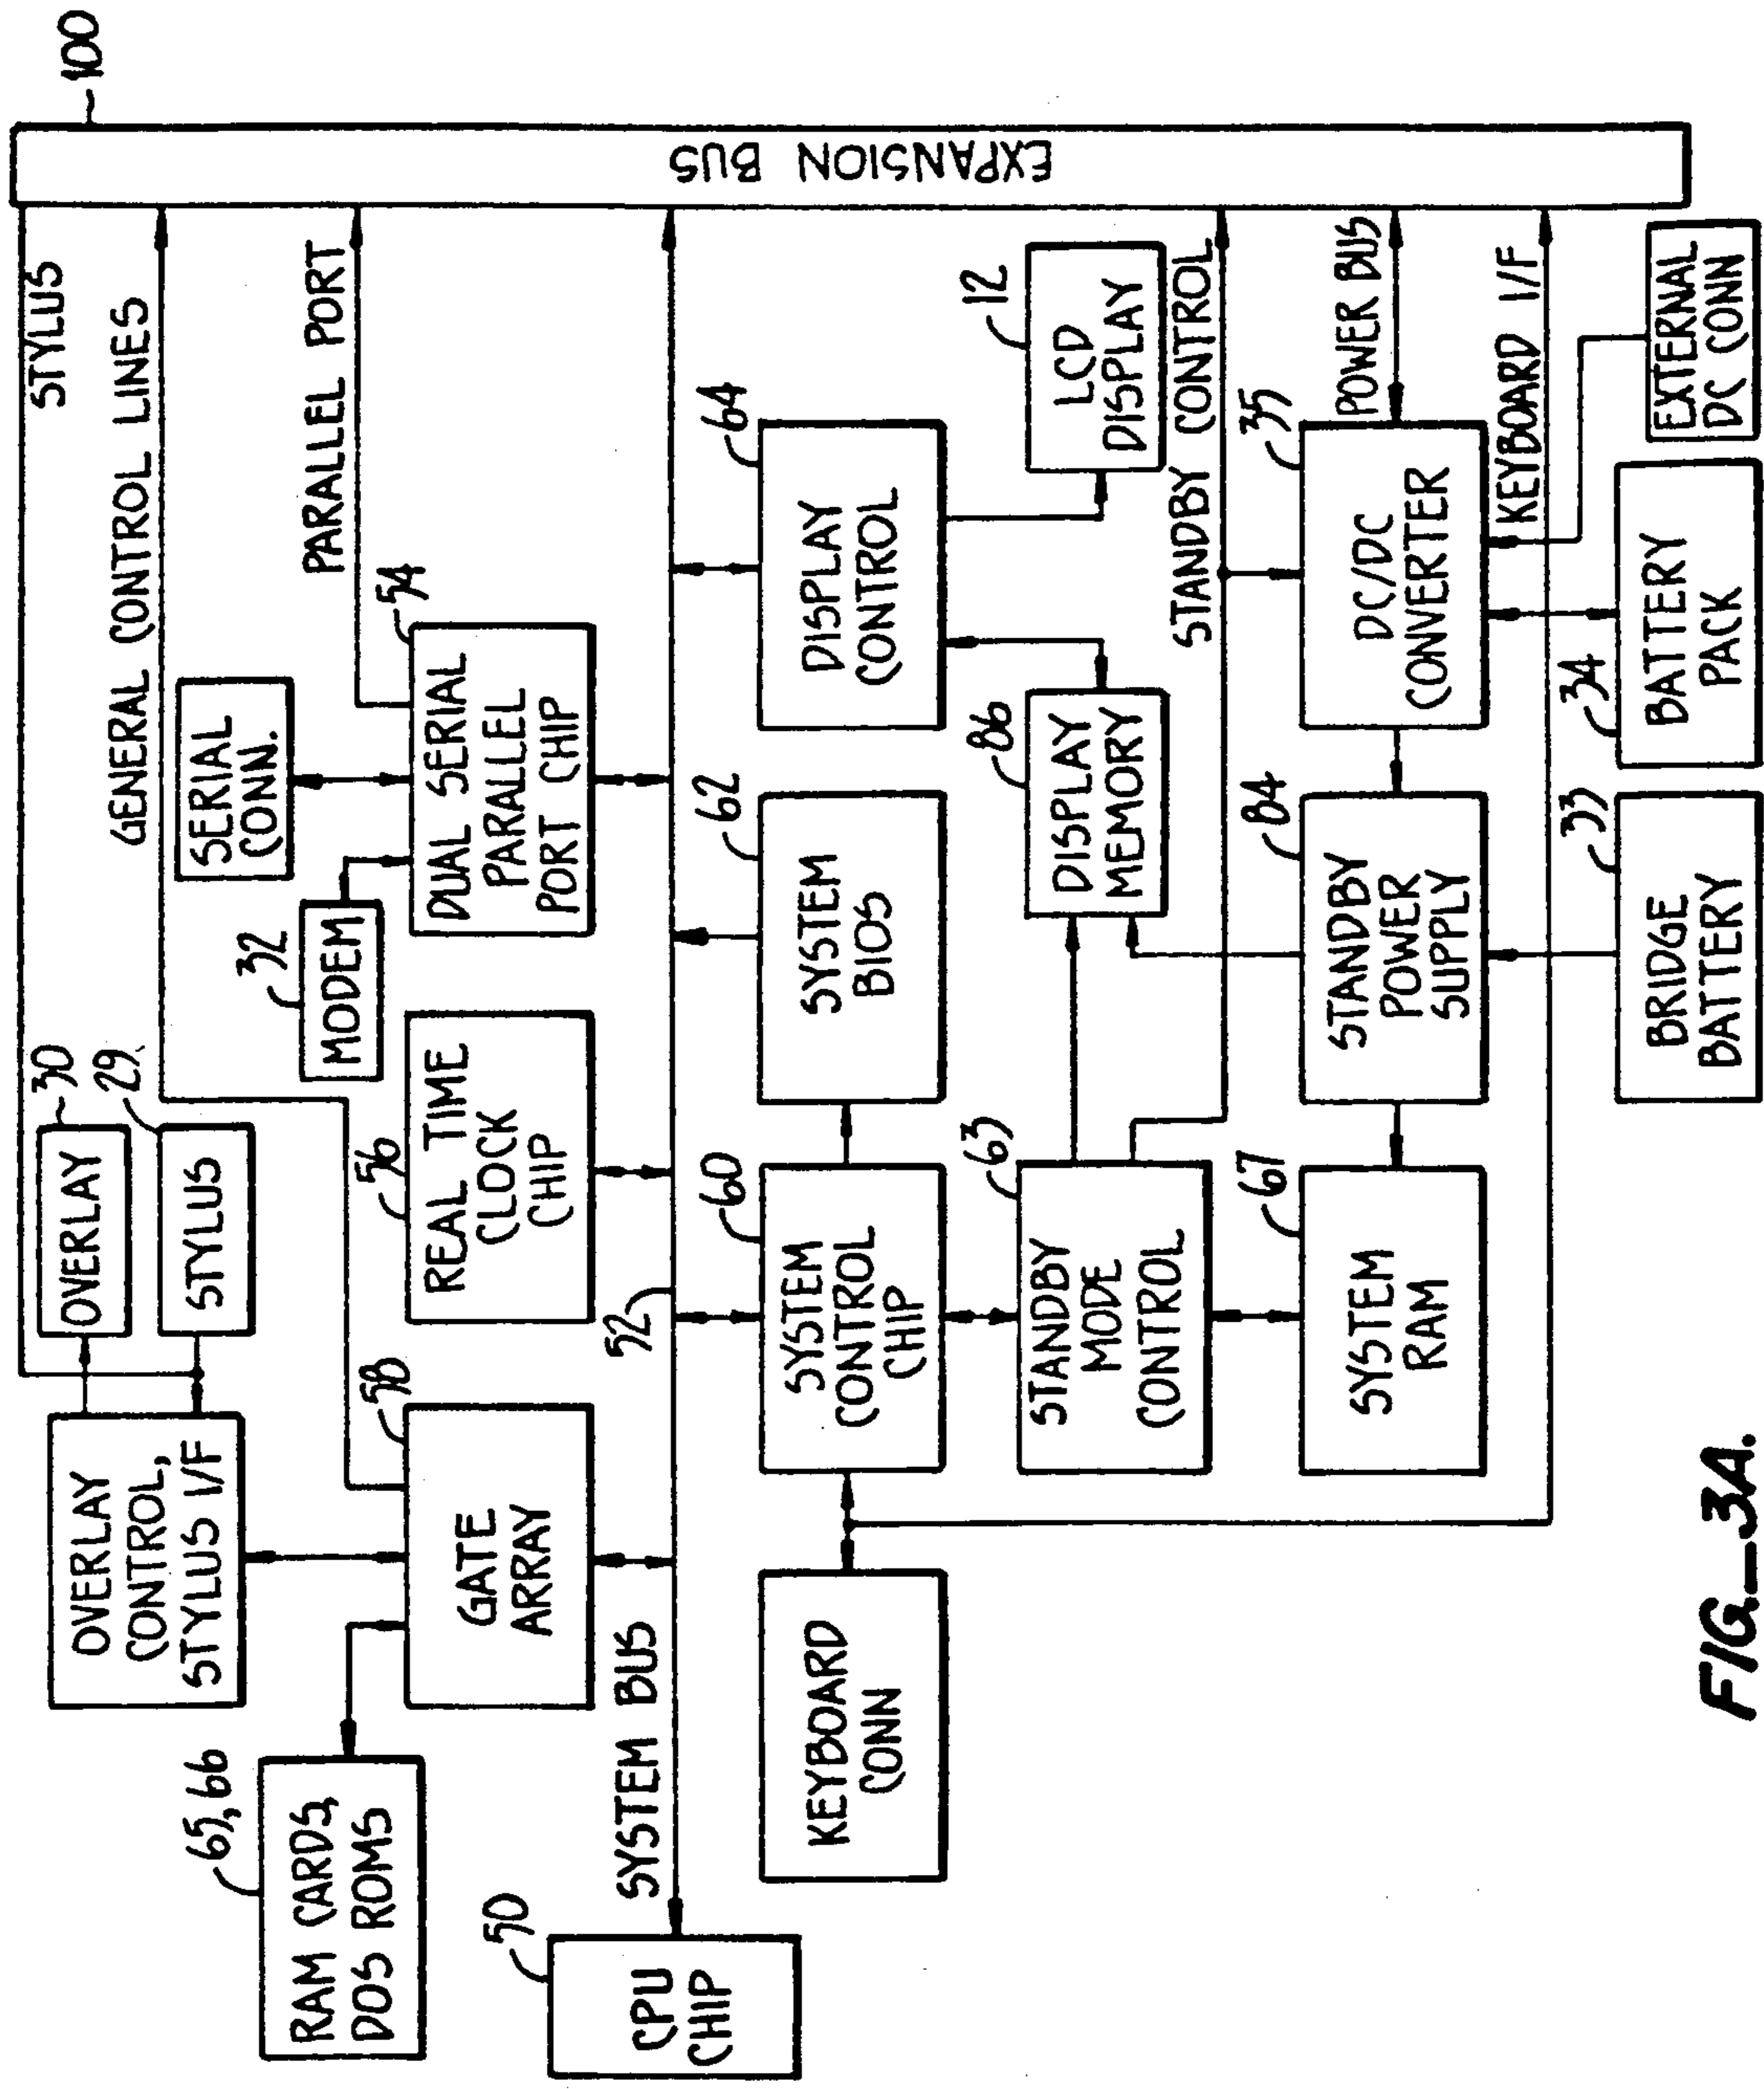 STYLUS
100
GENERAL CONTROL LINES
PARALLEL PORT
EXPANSION BUS
OVERLAY
CONTROL,
STYLUS I/F
OVERLAY
30
STYLUS
29
65, 66
RAM CARDS,
DOS ROMS
GATE
ARRAY
58
REAL TIME
CLOCK
CHIP
56
MODEM
32
SERIAL
CONN.
DUAL SERIAL
PARALLEL
PORT CHIP
54
50
CPU
CHIP
SYSTEM BUS
52
KEYBOARD
CONN
SYSTEM
CONTROL
CHIP
60
SYSTEM
BIOS
62
DISPLAY
CONTROL
64
STANDBY
MODE
CONTROL
63
DISPLAY
MEMORY
86
LCD
DISPLAY
12
STANDBY CONTROL
SYSTEM
RAM
67
STANDBY
POWER
SUPPLY
84
DC/DC
CONVERTER
35
POWER BUS
KEYBOARD I/F
BRIDGE
BATTERY
33
BATTERY
PACK
34
EXTERNAL
DC CONN
FIG._3A.